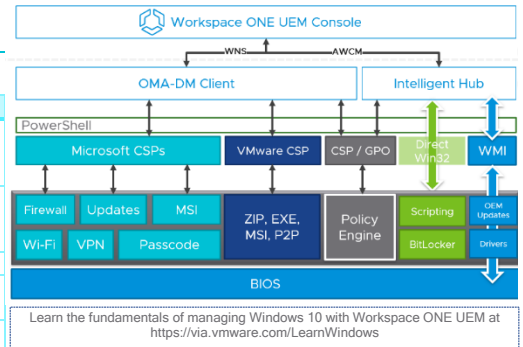 Workspace ONE UEM Console
WNS
AWCM
OMA-DM Client
Intelligent Hub
PowerShell
Microsoft CSPs
VMware CSP
CSP / GPO
Direct
Win32
WMI
Firewall
Updates
MSI
ZIP, EXE,
MSI, P2P
Policy
Engine
Scripting
OEM
Updates
Wi-Fi
VPN
Passcode
BitLocker
Drivers
BIOS
Learn the fundamentals of managing Windows 10 with Workspace ONE UEM at
https://via.vmware.com/LearnWindows